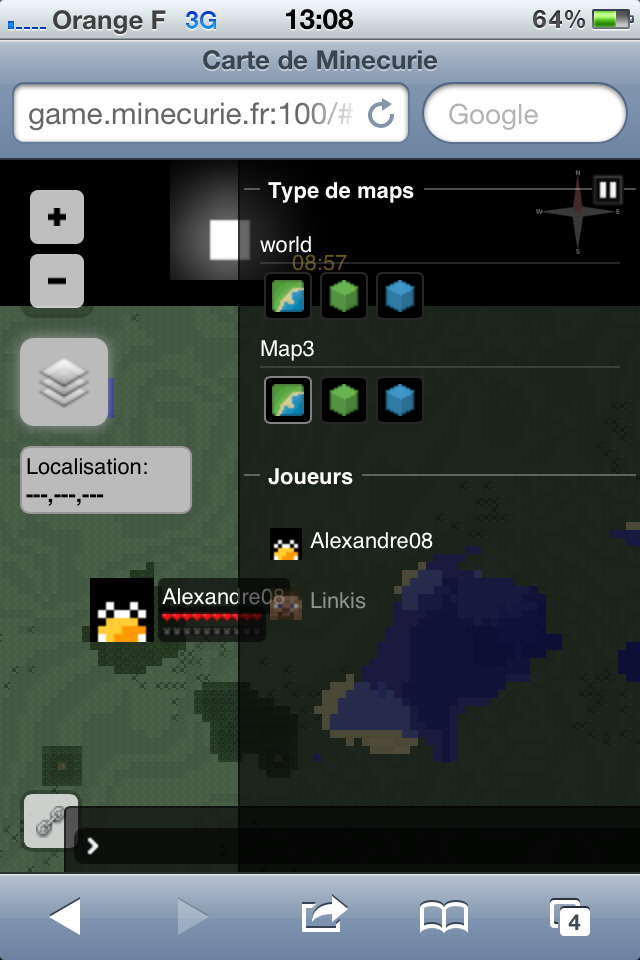 Orange F 3G 13:08 64%
Carte de Minecurie
game.minecurie.fr:100/#
Google
Type de maps
N
W E
S
world
08:57
Map3
Localisation:
---,---,---
Joueurs
Alexandre08
Alexandre08
Linkis
4